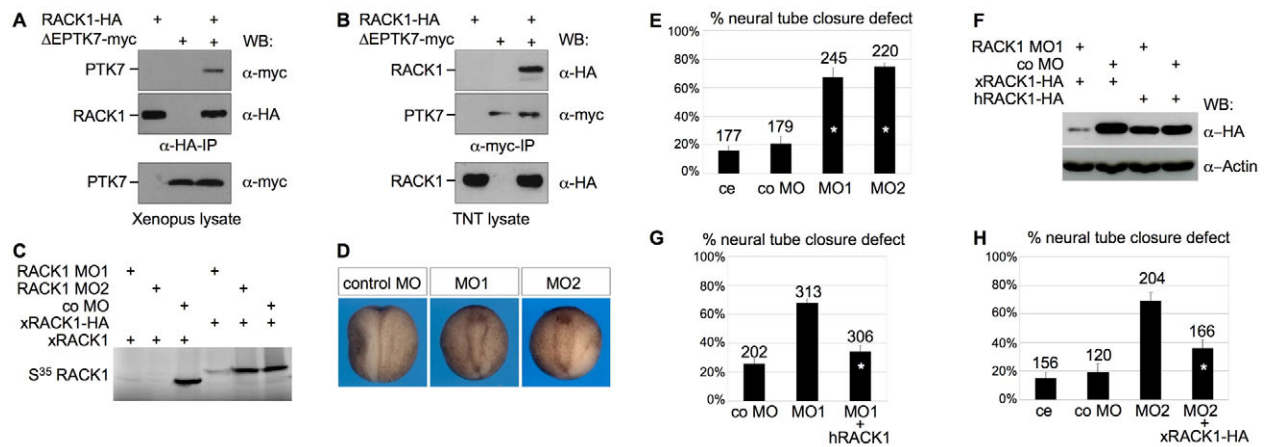 A
RACK1-HA + +
ΔEPTK7-myc + + WB:
PTK7 α-myc
RACK1 α-HA
α-HA-IP
PTK7 α-myc
Xenopus lysate
B
RACK1-HA + +
ΔEPTK7-myc + + WB:
RACK1 α-HA
PTK7 α-myc
α-myc-IP
RACK1 α-HA
TNT lysate
C
RACK1 MO1 + +
RACK1 MO2 + +
co MO + +
xRACK1-HA + + +
xRACK1 + + +
S35 RACK1
D
control MO MO1 MO2
E
% neural tube closure defect
100%
80%
60%
40%
20%
0%
177 179 245 220
* *
ce co MO MO1 MO2
F
RACK1 MO1 + +
co MO + +
xRACK1-HA + +
hRACK1-HA + + WB:
α-HA
α-Actin
G
% neural tube closure defect
100%
80%
60%
40%
20%
0%
202 313 306
*
co MO MO1 MO1
+
hRACK1
H
% neural tube closure defect
100%
80%
60%
40%
20%
0%
156 120 204 166
*
ce co MO MO2 MO2
+
xRACK1-HA